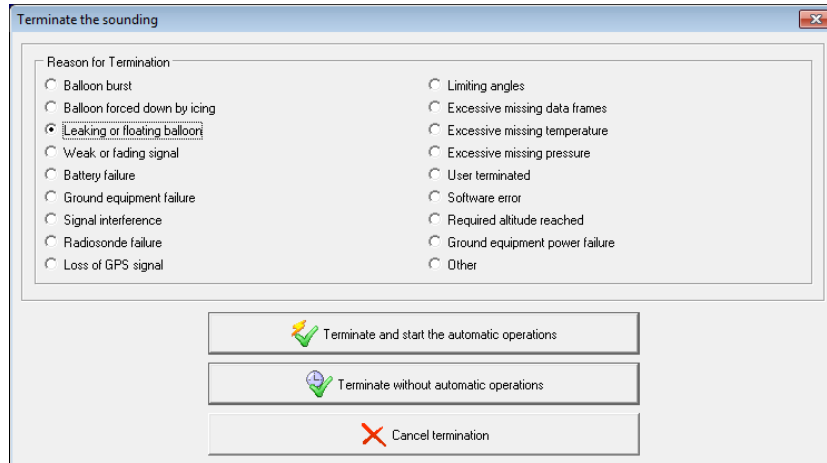 Terminate the sounding
Reason for Termination
Balloon burst
Balloon forced down by icing
Leaking or floating balloon
Weak or fading signal
Battery failure
Ground equipment failure
Signal interference
Radiosonde failure
Loss of GPS signal
Limiting angles
Excessive missing data frames
Excessive missing temperature
Excessive missing pressure
User terminated
Software error
Required altitude reached
Ground equipment power failure
Other
Terminate and start the automatic operations
Terminate without automatic operations
Cancel termination